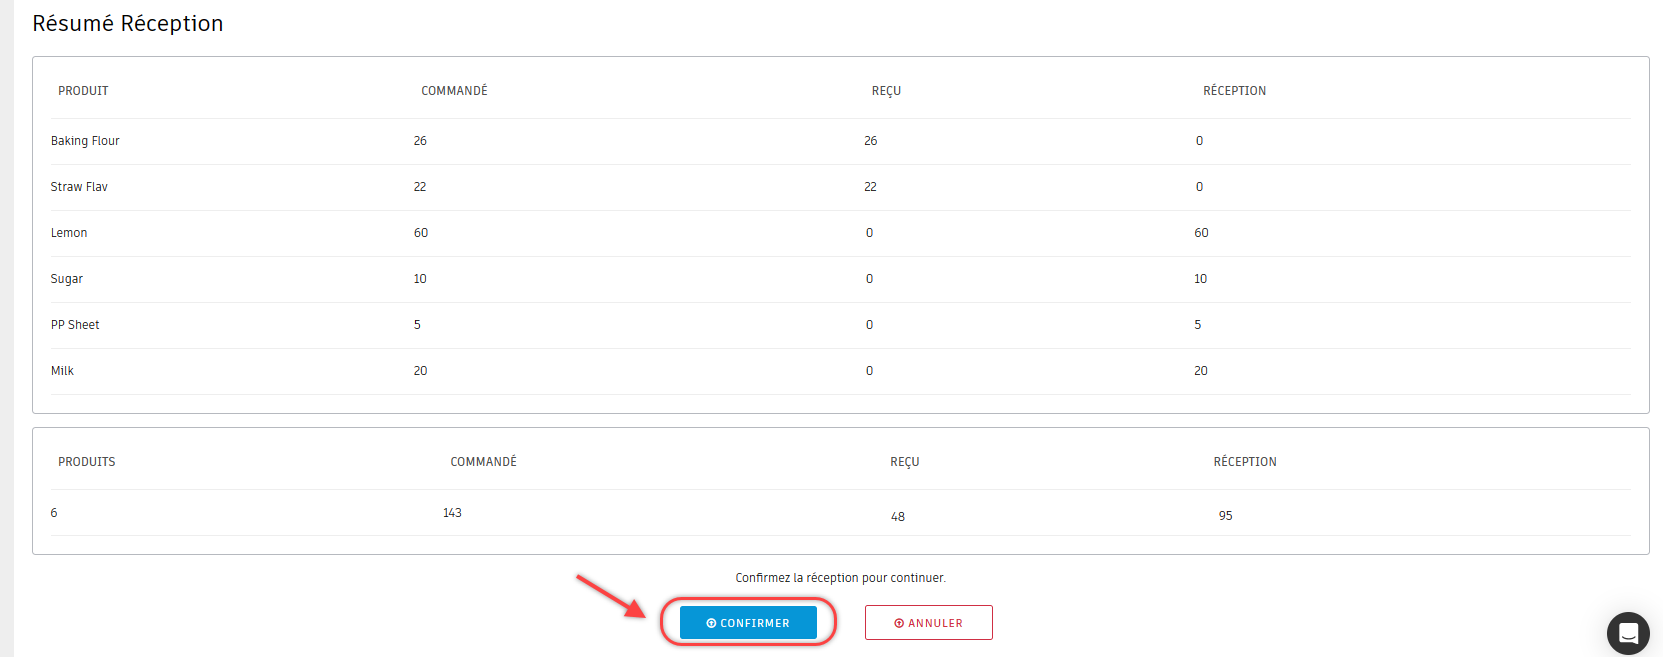 Résumé Réception
PRODUIT COMMANDÉ REÇU RÉCEPTION
Baking Flour 26 26 0
Straw Flav 22 22 0
Lemon 60 0 60
Sugar 10 0 10
PP Sheet 5 0 5
Milk 20 0 20
PRODUITS COMMANDÉ REÇU RÉCEPTION
6 143 48 95
Confirmez la réception pour continuer.
CONFIRMER ANNULER